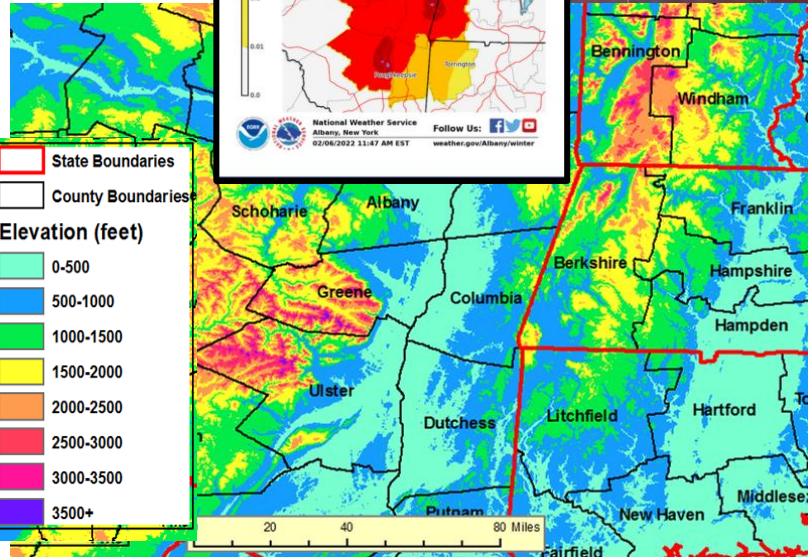 0.01
0.0
Poughkeepsie
Torrington
NOAA
National Weather Service
Albany, New York
02/06/2022 11:47 AM EST
Follow Us:
weather.gov/Albany/winter
State Boundaries
County Boundaries
Elevation (feet)
0-500
500-1000
1000-1500
1500-2000
2000-2500
2500-3000
3000-3500
3500+
Bennington
Windham
Schoharie
Albany
Franklin
Berkshire
Hampshire
Greene
Columbia
Hampden
Ulster
Dutchess
Litchfield
Hartford
Putnam
New Haven
Middlese
Fairfield
20 40 80 Miles